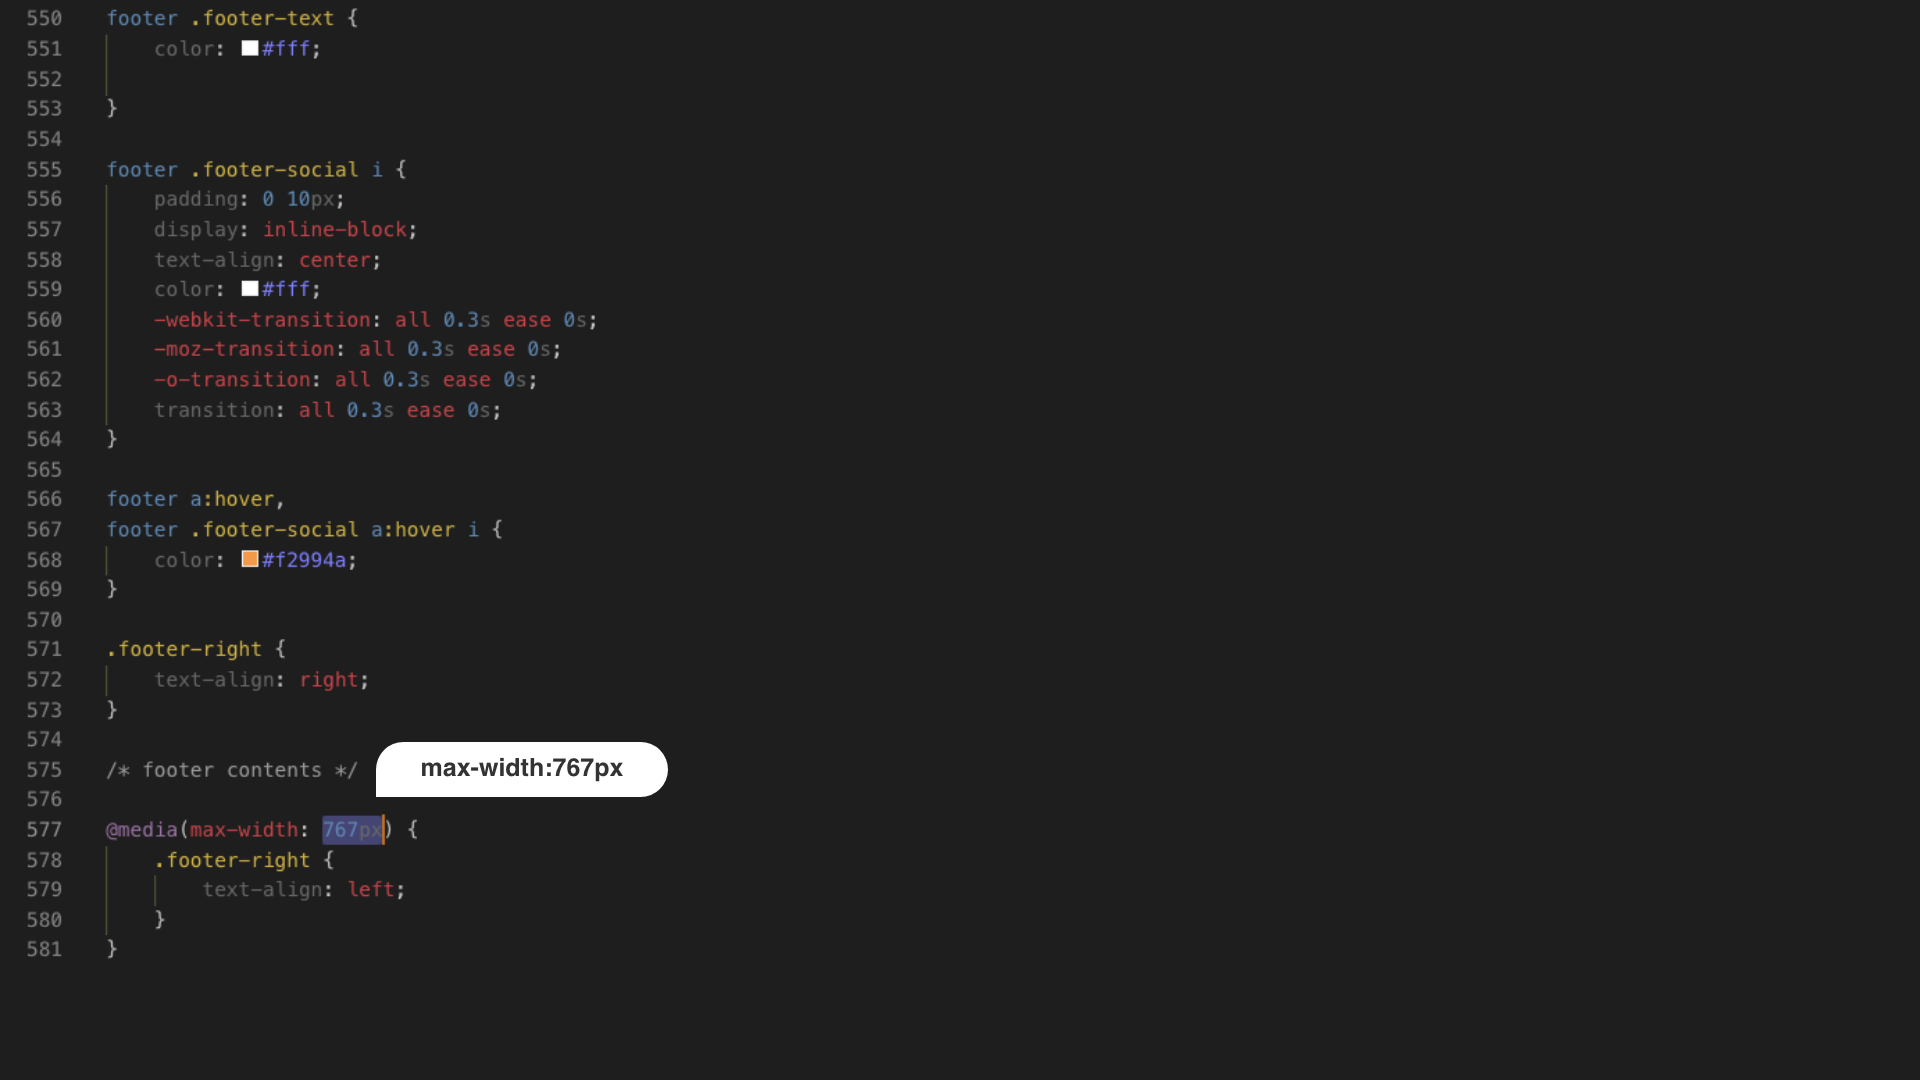 550 footer .footer-text {
551 color: #fff;
552
553 }
554
555 footer .footer-social i {
556 padding: 0 10px;
557 display: inline-block;
558 text-align: center;
559 color: #fff;
560 -webkit-transition: all 0.3s ease 0s;
561 -moz-transition: all 0.3s ease 0s;
562 -o-transition: all 0.3s ease 0s;
563 transition: all 0.3s ease 0s;
564 }
565
566 footer a:hover,
567 footer .footer-social a:hover i {
568 color: #f2994a;
569 }
570
571 .footer-right {
572 text-align: right;
573 }
574
575 /* footer contents */
max-width:767px
576
577 @media(max-width: 767px) {
578 .footer-right {
579 text-align: left;
580 }
581 }